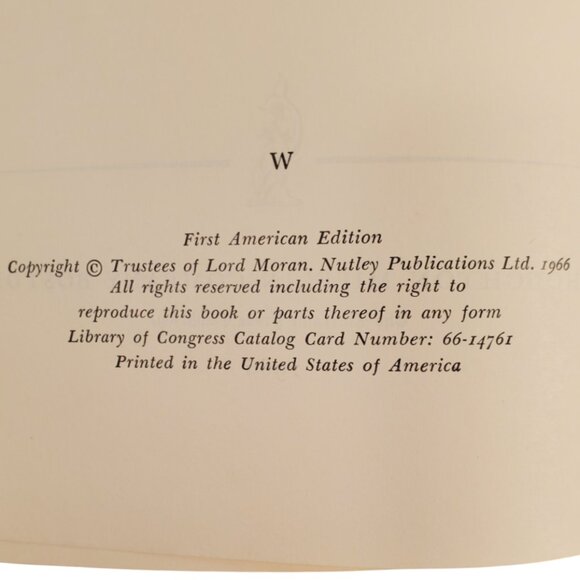 W
First American Edition
Copyright © Trustees of Lord Moran. Nutley Publications Ltd. 1966
All rights reserved including the right to
reproduce this book or parts thereof in any form
Library of Congress Catalog Card Number: 66-14761
Printed in the United States of America